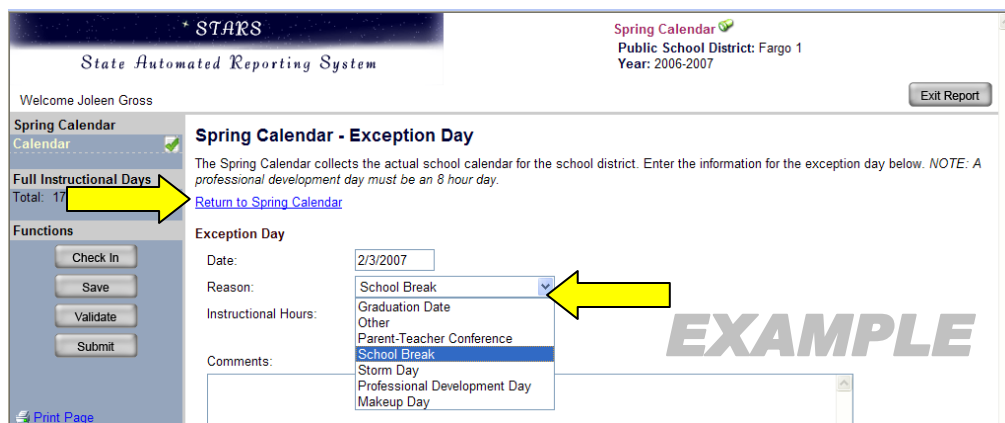 * STARS
State Automated Reporting System
Spring Calendar
Public School District: Fargo 1
Year: 2006-2007
Welcome Joleen Gross
Exit Report
Spring Calendar
Calendar
Full Instructional Days
Total: 17
Functions
Check In
Save
Validate
Submit
Print Page
Spring Calendar - Exception Day
The Spring Calendar collects the actual school calendar for the school district. Enter the information for the exception day below. NOTE: A
professional development day must be an 8 hour day.
Return to Spring Calendar
Exception Day
Date: 2/3/2007
Reason: School Break
Graduation Date
Other
Parent-Teacher Conference
School Break
Storm Day
Professional Development Day
Makeup Day
Instructional Hours:
Comments:
EXAMPLE